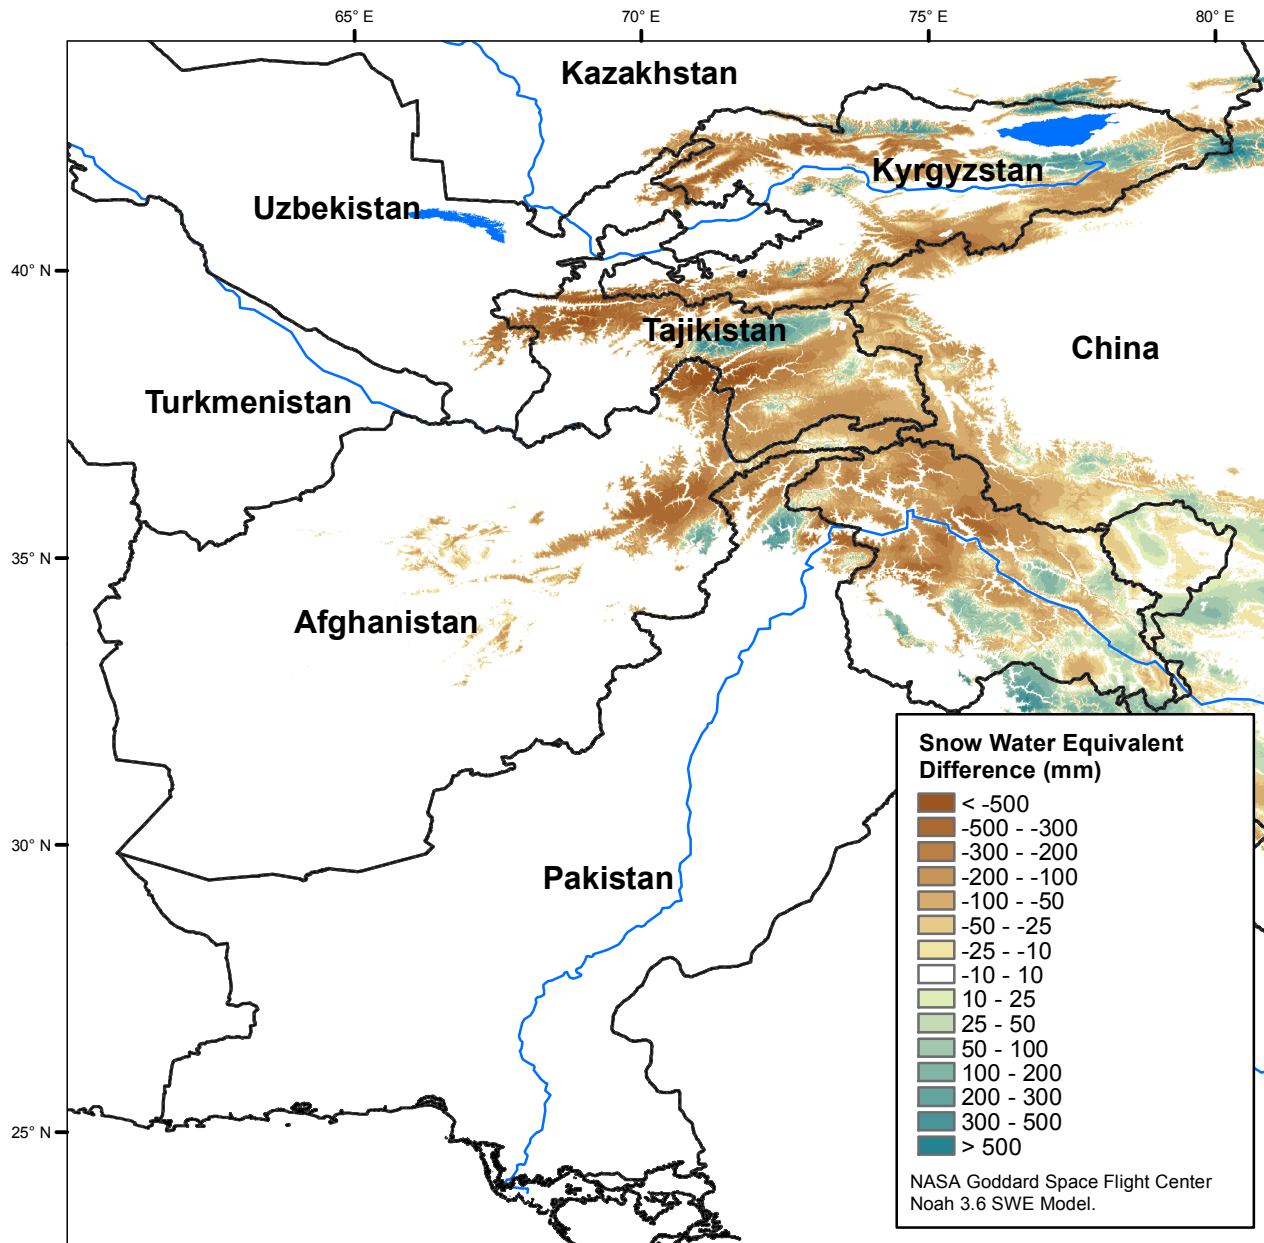 65° E
70° E
75° E
80° E
Kazakhstan
Kyrgyzstan
Uzbekistan
40° N
Tajikistan
China
Turkmenistan
35° N
Afghanistan
30° N
Pakistan
25° N
Snow Water Equivalent
Difference (mm)
< -500
-500 - -300
-300 - -200
-200 - -100
-100 - -50
-50 - -25
-25 - -10
-10 - 10
10 - 25
25 - 50
50 - 100
100 - 200
200 - 300
300 - 500
> 500
NASA Goddard Space Flight Center
Noah 3.6 SWE Model.